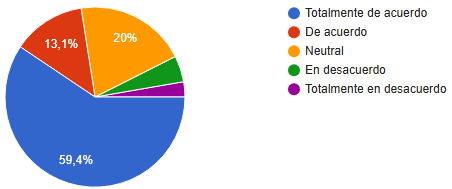 Totalmente de acuerdo
De acuerdo
Neutral
En desacuerdo
Totalmente en desacuerdo
20%
13,1%
59,4%